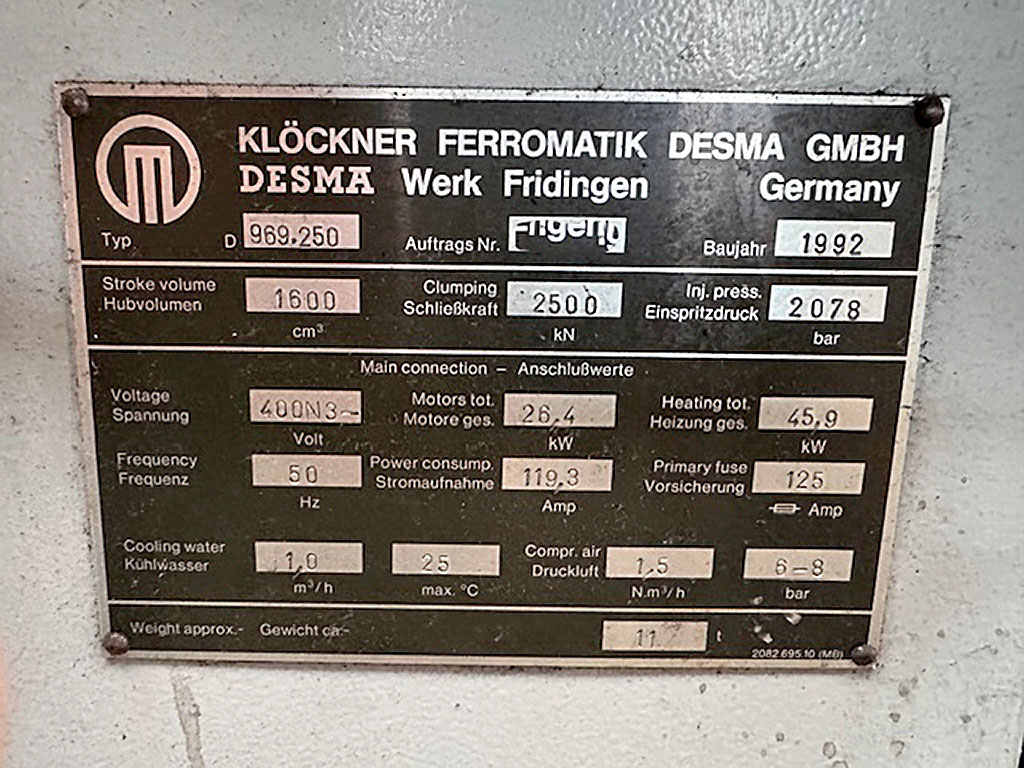 KLÖCKNER FERROMATIK DESMA GMBH
DESMA Werk Fridingen Germany
Typ D 969.250 Auftrags Nr. Baujahr 1992
Stroke volume
Hubvolumen 1600 cm³
Clumping
Schließkraft 2500 kN
Inj. press.
Einspritzdruck 2078 bar
Main connection – Anschlußwerte
Voltage
Spannung 400N3~ Volt
Motors tot.
Motore ges. 26,4 kW
Heating tot.
Heizung ges. 45,9 kW
Frequency
Frequenz 50 Hz
Power consump.
Stromaufnahme 119,3 Amp
Primary fuse
Vorsicherung 125 Amp
Cooling water
Kühlwasser 1,0 m³/h 25 max. °C
Compr. air
Druckluft 1,5 N.m³/h 6-8 bar
Weight approx.- Gewicht ca.- 11 t
2082.695.10 (MB)